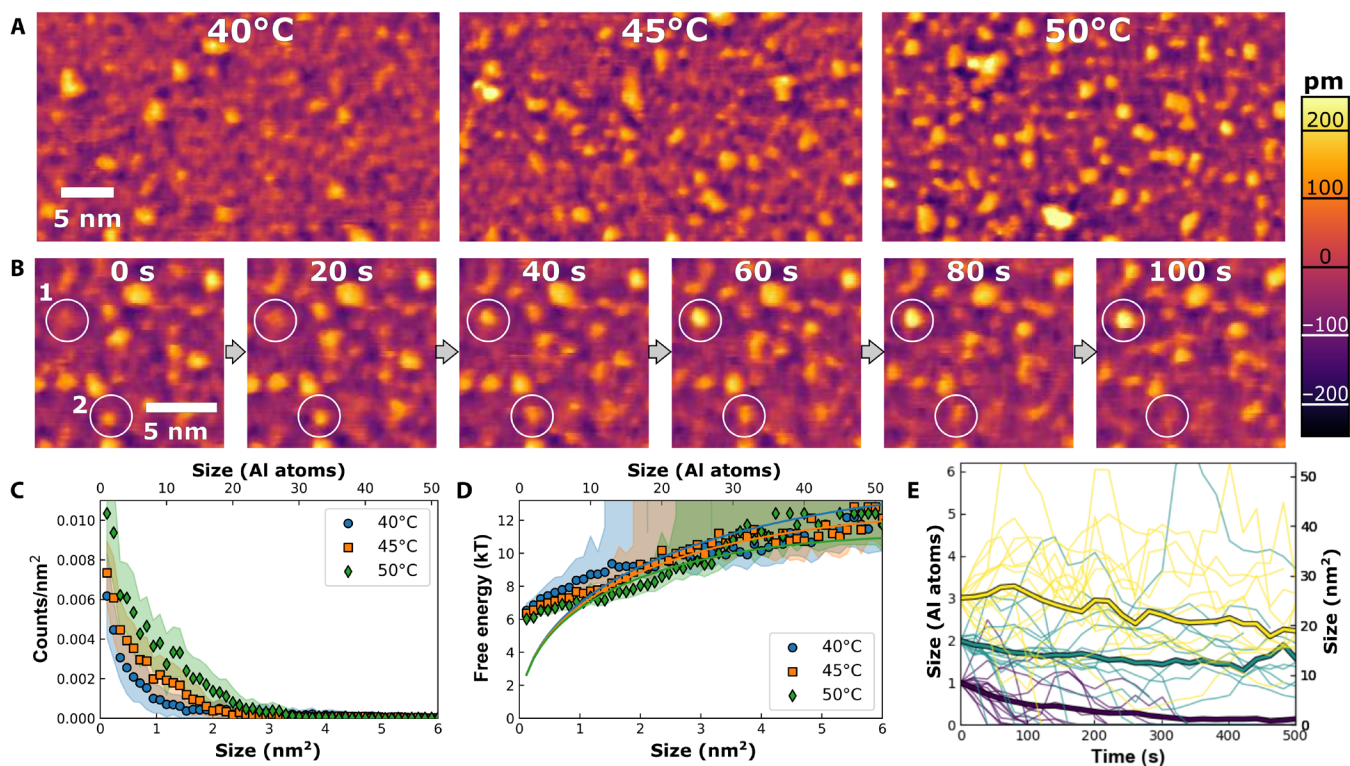 A
40°C
45°C
50°C
5 nm
pm
200
100
0
−100
−200
B
0 s
20 s
40 s
60 s
80 s
100 s
1
2
5 nm
C
Size (Al atoms)
0 10 20 30 40 50
0.010
0.008
0.006
0.004
0.002
0.000
Counts/nm²
40°C
45°C
50°C
0 1 2 3 4 5 6
Size (nm²)
D
Size (Al atoms)
0 10 20 30 40 50
12
10
8
6
4
2
0
Free energy (kT)
40°C
45°C
50°C
0 1 2 3 4 5 6
Size (nm²)
E
6
5
4
3
2
1
0
Size (Al atoms)
50
40
30
20
10
0
Size (nm²)
0 100 200 300 400 500
Time (s)